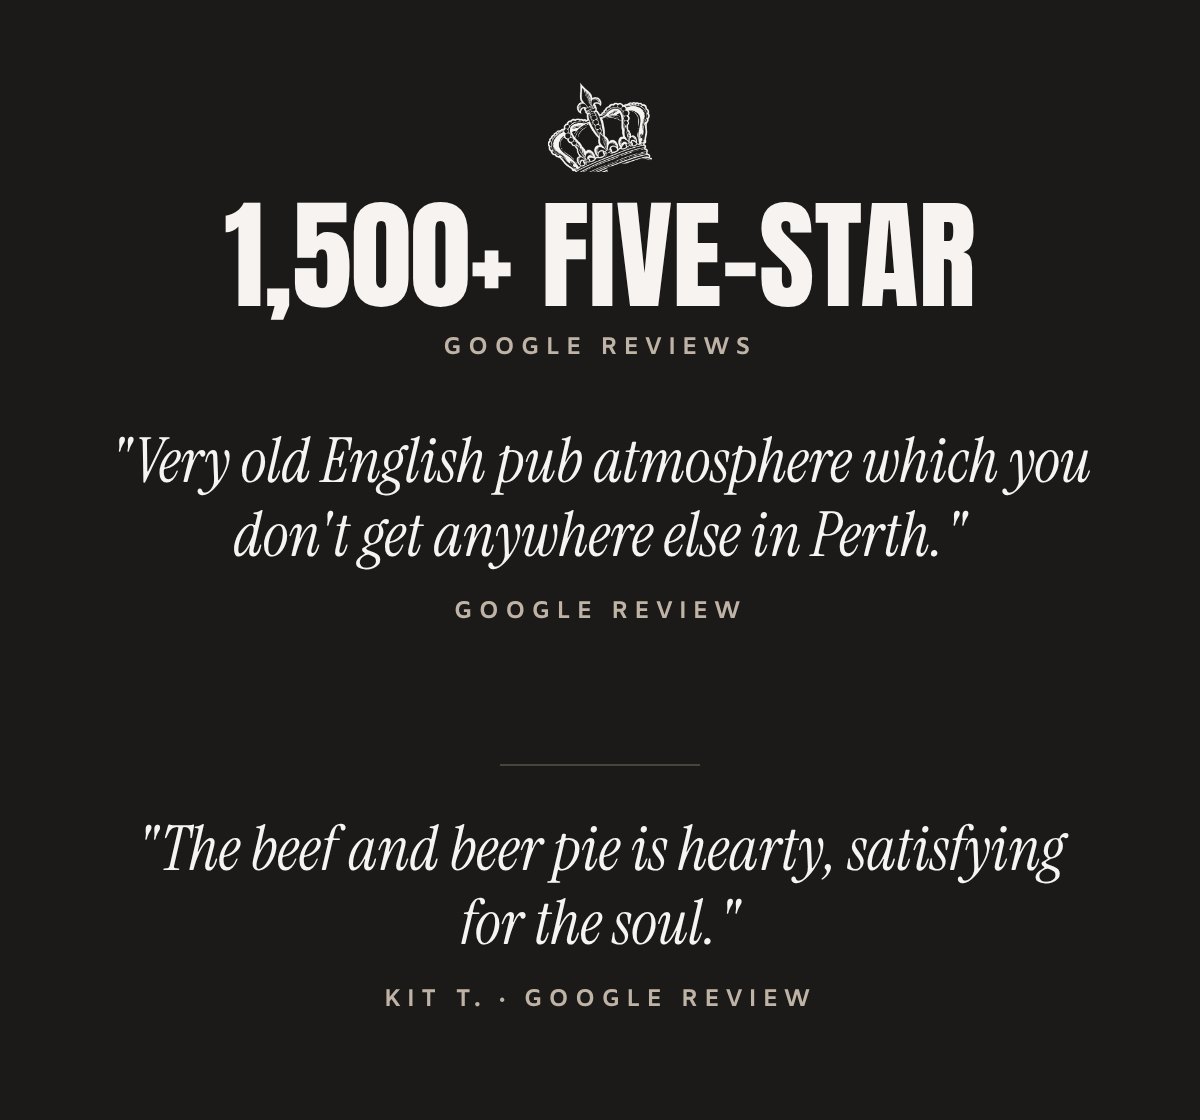 1,500+ FIVE-STAR
GOOGLE REVIEWS
"Very old English pub atmosphere which you
don't get anywhere else in Perth."
GOOGLE REVIEW
"The beef and beer pie is hearty, satisfying
for the soul."
KIT T. · GOOGLE REVIEW